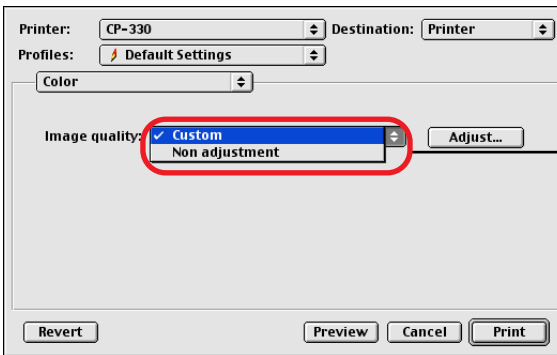 Printer: CP-330 Destination: Printer
Profiles: Default Settings
Color
Image quality: ✓ Custom Adjust...
Non adjustment
Revert Preview Cancel Print